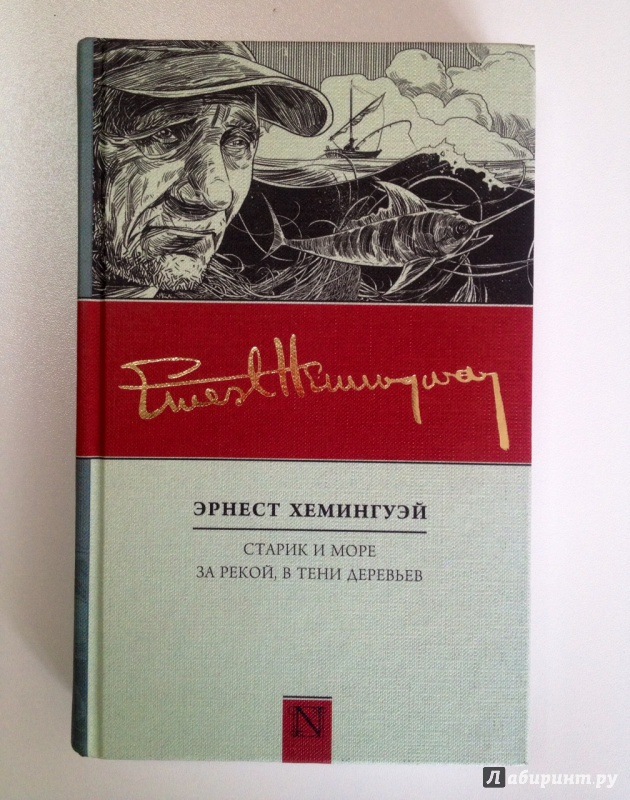 Ernest Hemingway
ЭРНЕСТ ХЕМИНГУЭЙ
СТАРИК И МОРЕ
ЗА РЕКОЙ, В ТЕНИ ДЕРЕВЬЕВ
N
Лабиринт.ру